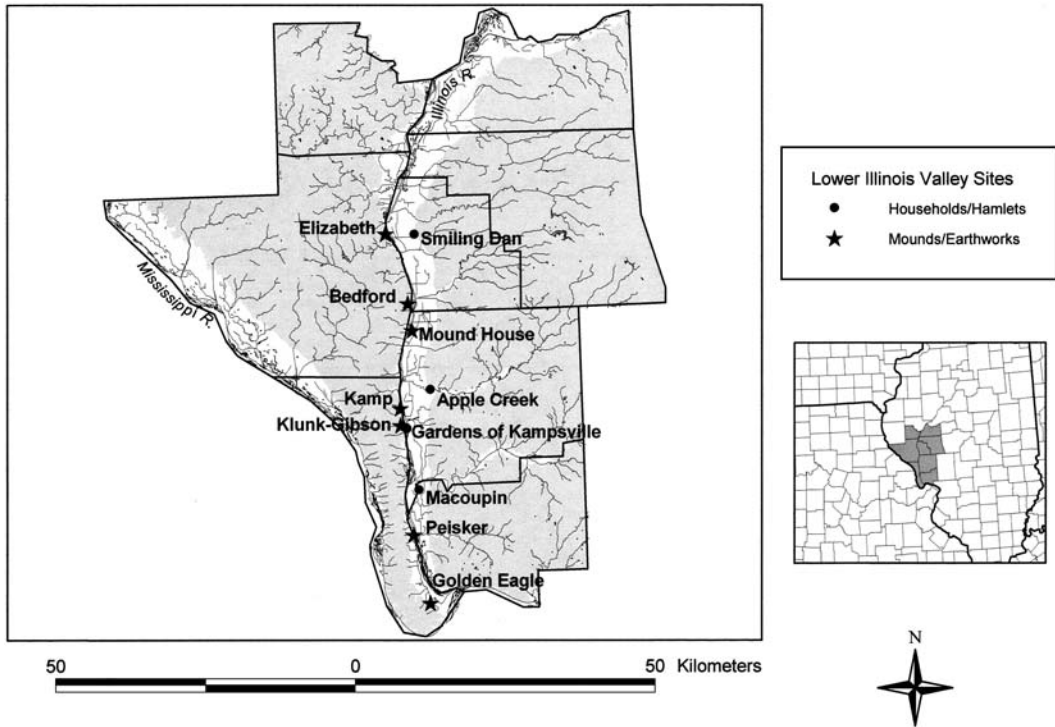 Illinois R.
Mississippi R.
Elizabeth
Smiling Dan
Bedford
Mound House
Kamp
Apple Creek
Klunk-Gibson
Gardens of Kampsville
Macoupin
Peisker
Golden Eagle
50 0 50 Kilometers
Lower Illinois Valley Sites
Households/Hamlets
Mounds/Earthworks
N